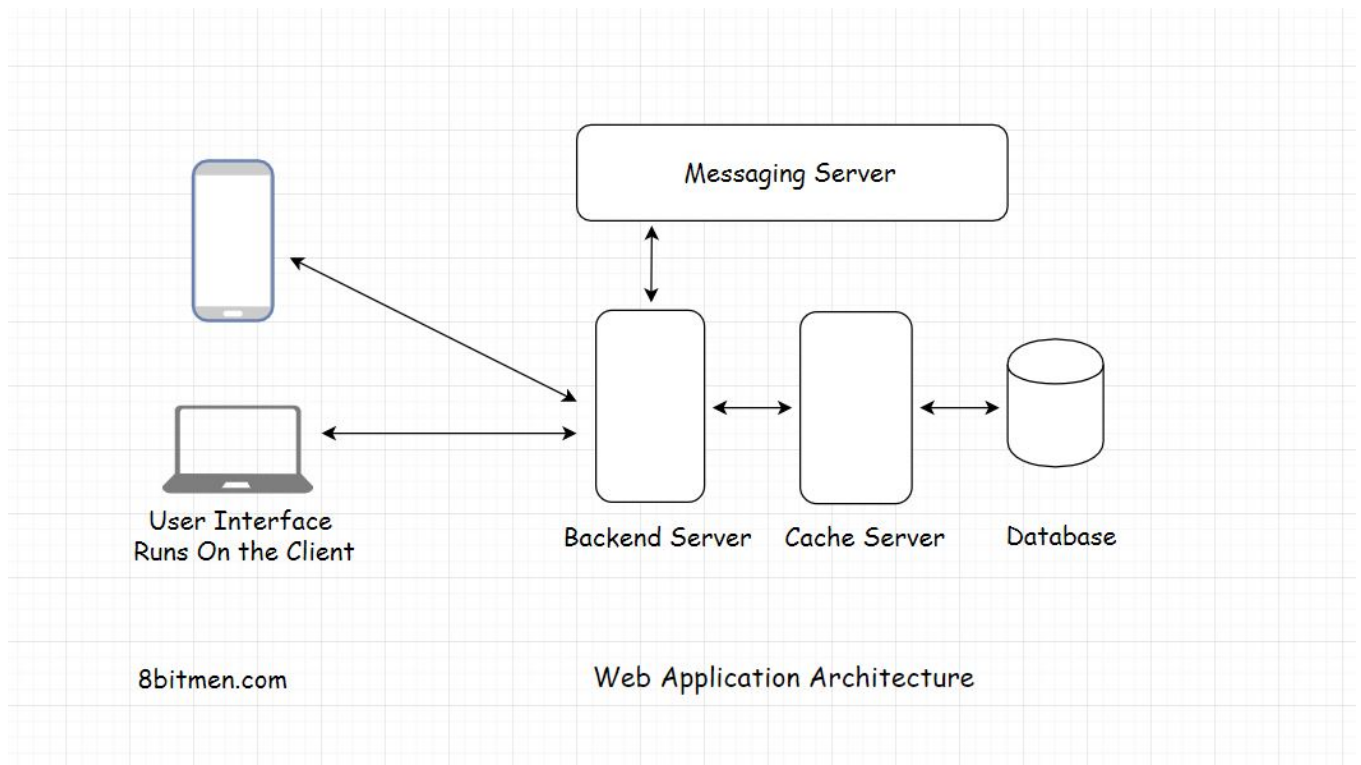 Messaging Server
User Interface
Runs On the Client
Backend Server
Cache Server
Database
8bitmen.com
Web Application Architecture